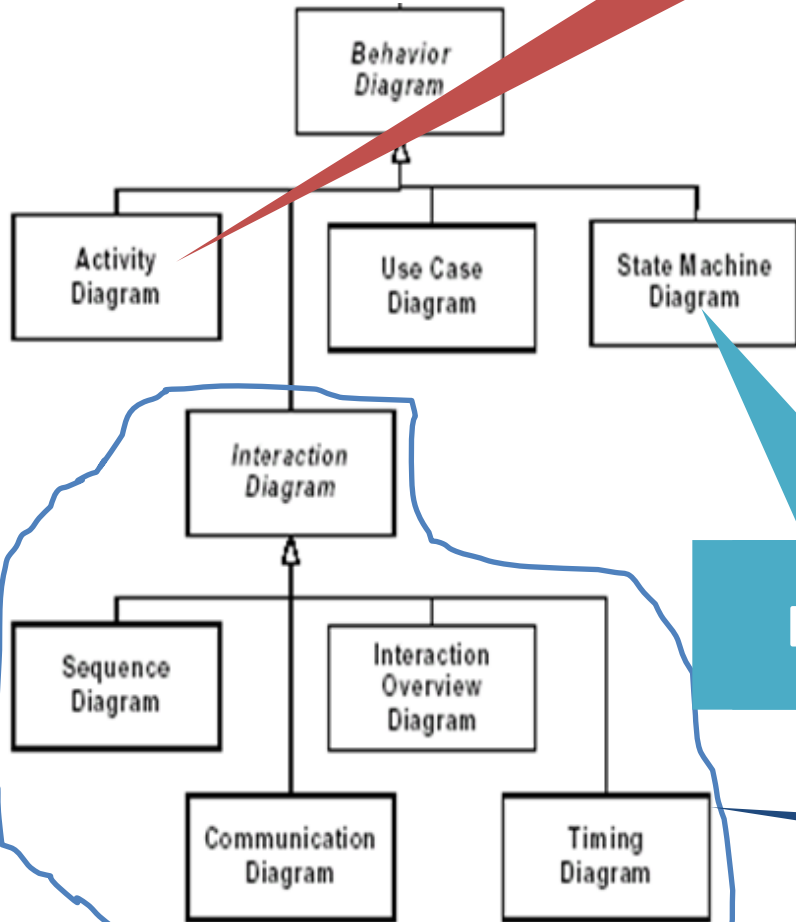 Behavior
Diagram
Activity
Diagram
Use Case
Diagram
State Machine
Diagram
Interaction
Diagram
Sequence
Diagram
Interaction
Overview
Diagram
Communication
Diagram
Timing
Diagram